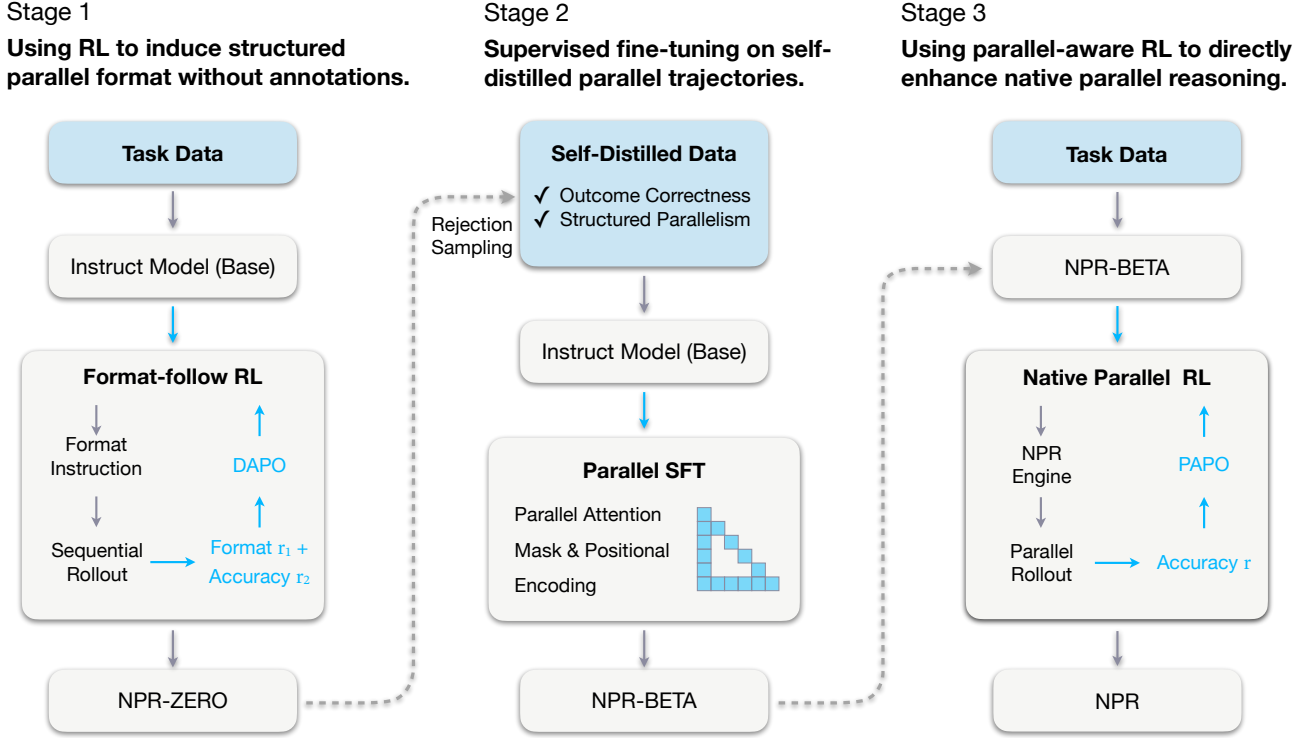 Stage 1
Using RL to induce structured
parallel format without annotations.
Task Data
Instruct Model (Base)
Format-follow RL
Format
Instruction
DAPO
Sequential
Rollout
Format r₁ +
Accuracy r₂
NPR-ZERO
Rejection
Sampling
Stage 2
Supervised fine-tuning on self-
distilled parallel trajectories.
Self-Distilled Data
✓ Outcome Correctness
✓ Structured Parallelism
Instruct Model (Base)
Parallel SFT
Parallel Attention
Mask & Positional
Encoding
NPR-BETA
Stage 3
Using parallel-aware RL to directly
enhance native parallel reasoning.
Task Data
NPR-BETA
Native Parallel RL
NPR
Engine
PAPO
Parallel
Rollout
Accuracy r
NPR